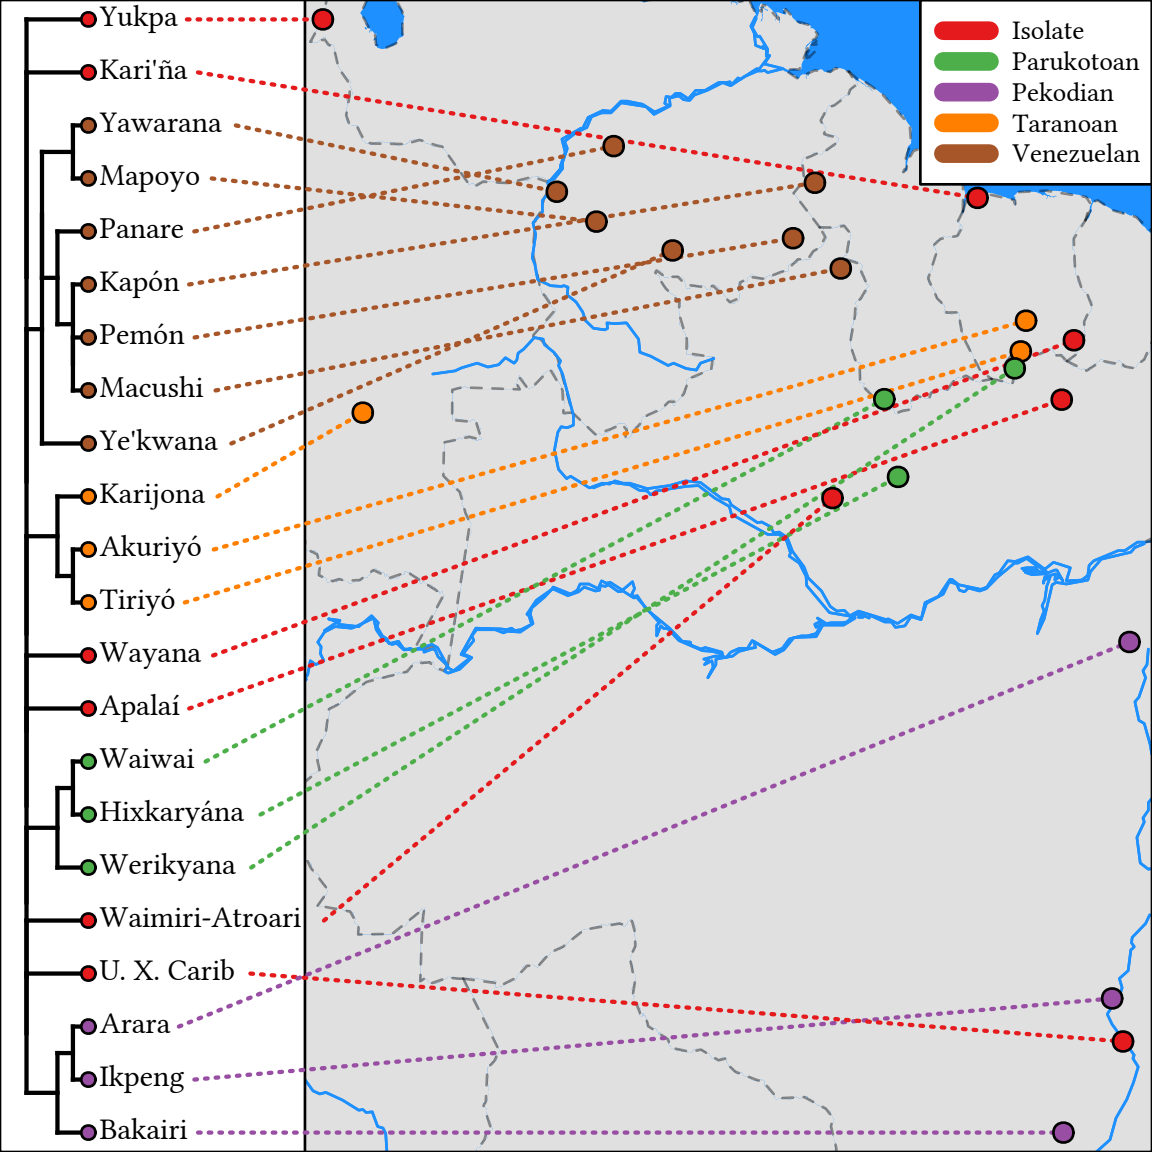 Yukpa
Kari'ña
Yawarana
Mapoyo
Panare
Kapón
Pemón
Macushi
Ye'kwana
Karijona
Akuriyó
Tiriyó
Wayana
Apalaí
Waiwai
Hixkaryána
Werikyana
Waimiri-Atroari
U. X. Carib
Arara
Ikpeng
Bakairi
Isolate
Parukotoan
Pekodian
Taranoan
Venezuelan